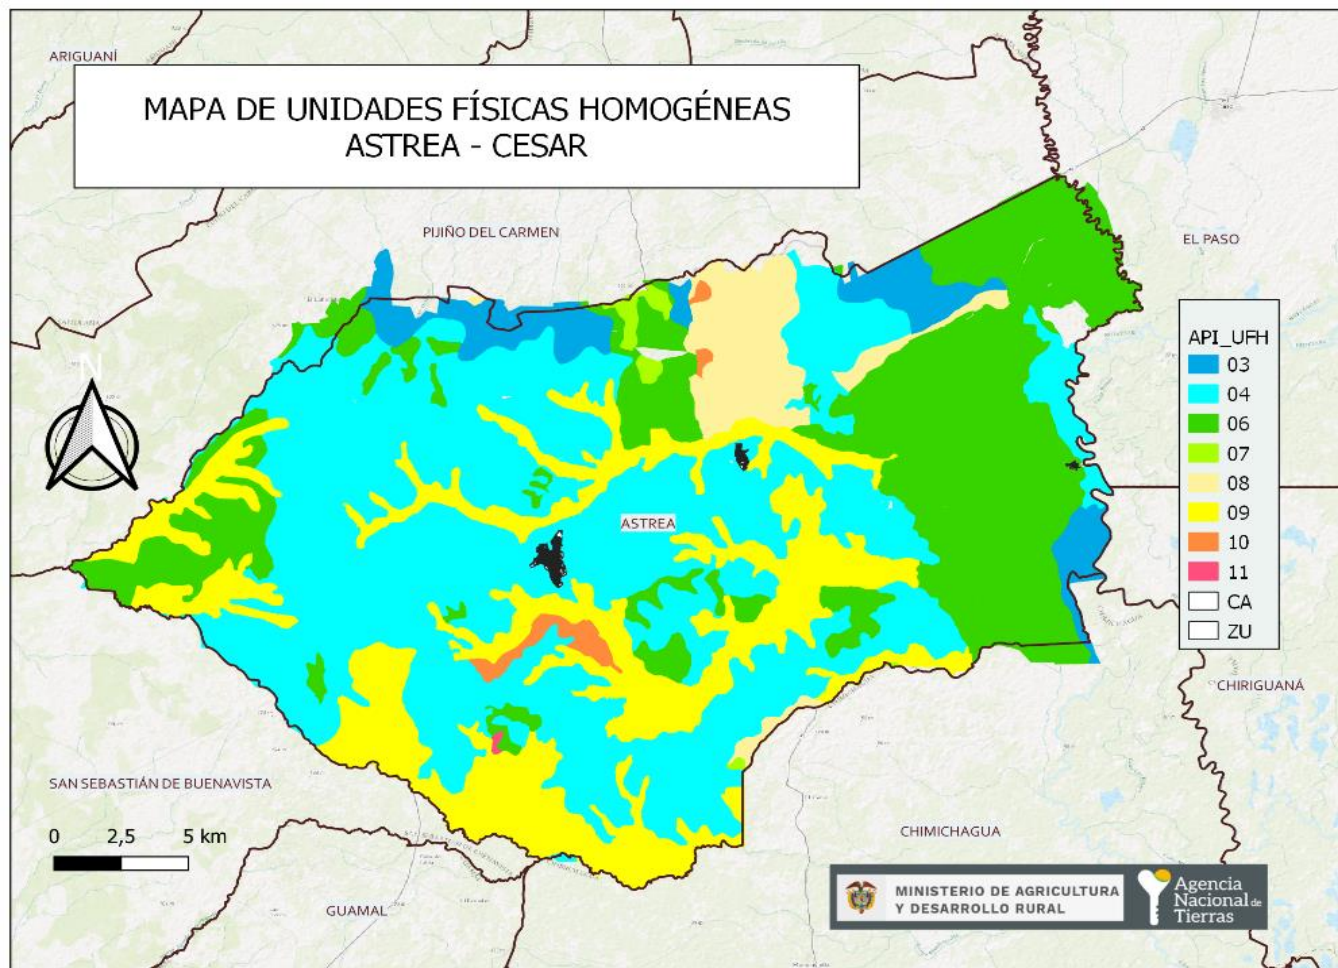 ARIGUANÍ
MAPA DE UNIDADES FÍSICAS HOMOGÉNEAS
ASTREA - CESAR
PIJIÑO DEL CARMEN
EL PASO
N
API_UFH
03
04
06
07
08
09
10
11
CA
ZU
ASTREA
CHIRIGUANÁ
SAN SEBASTIÁN DE BUENAVISTA
0 2,5 5 km
CHIMICHAGUA
GUAMAL
MINISTERIO DE AGRICULTURA
Y DESARROLLO RURAL
Agencia
Nacional de
Tierras